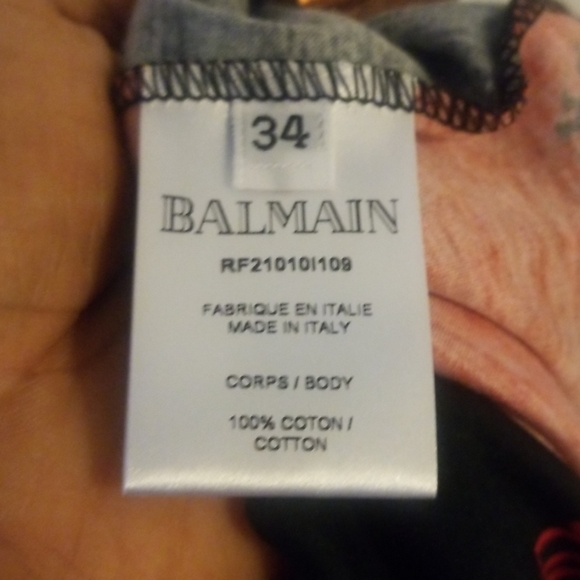 34
BALMAIN
RF21010I109
FABRIQUE EN ITALIE
MADE IN ITALY
CORPS / BODY
100% COTON /
COTTON